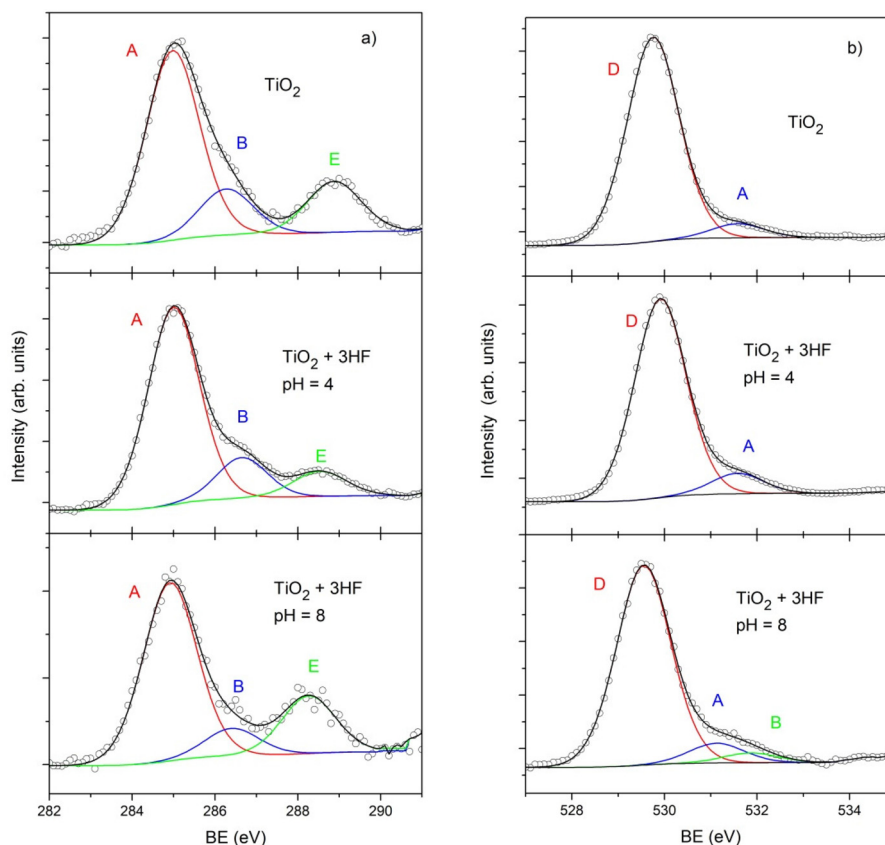 a)
A
TiO2
B
E
A
TiO2 + 3HF
pH = 4
B
E
A
TiO2 + 3HF
pH = 8
B
E
Intensity (arb. units)
282 284 286 288 290
BE (eV)
b)
D
TiO2
A
D
TiO2 + 3HF
pH = 4
A
D
TiO2 + 3HF
pH = 8
A
B
Intensity (arb. units)
528 530 532 534
BE (eV)